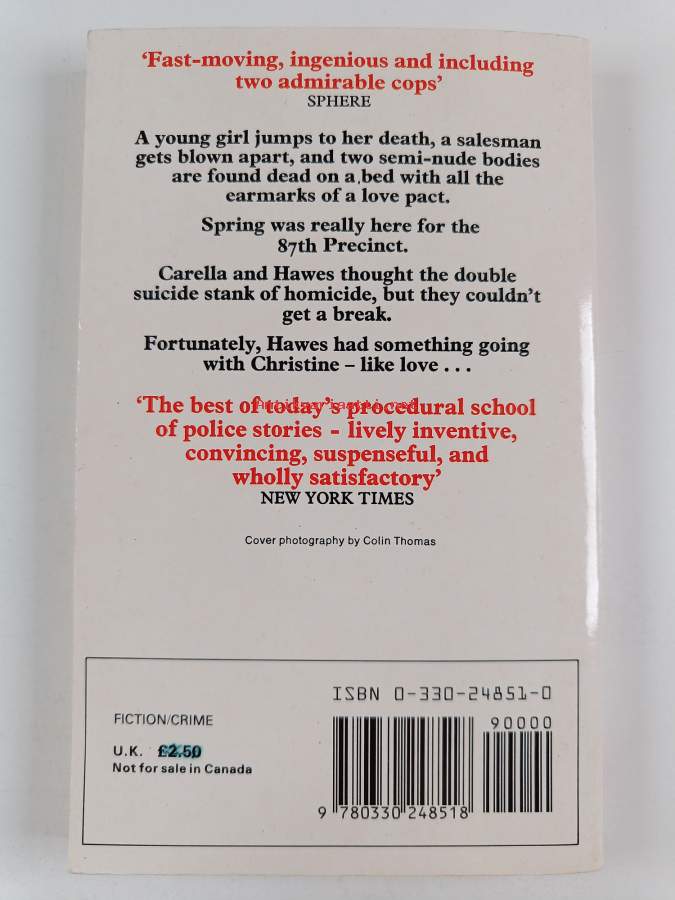 ‘Fast-moving, ingenious and including
two admirable cops’
SPHERE
A young girl jumps to her death, a salesman
gets blown apart, and two semi-nude bodies
are found dead on a bed with all the
earmarks of a love pact.
Spring was really here for the
87th Precinct.
Carella and Hawes thought the double
suicide stank of homicide, but they couldn’t
get a break.
Fortunately, Hawes had something going
with Christine – like love . . .
‘The best of today’s procedural school
of police stories – lively inventive,
convincing, suspenseful, and
wholly satisfactory’
NEW YORK TIMES
Cover photography by Colin Thomas
ISBN 0-330-24851-0
90000
FICTION/CRIME
U.K. £2.50
Not for sale in Canada
9 780330 248518